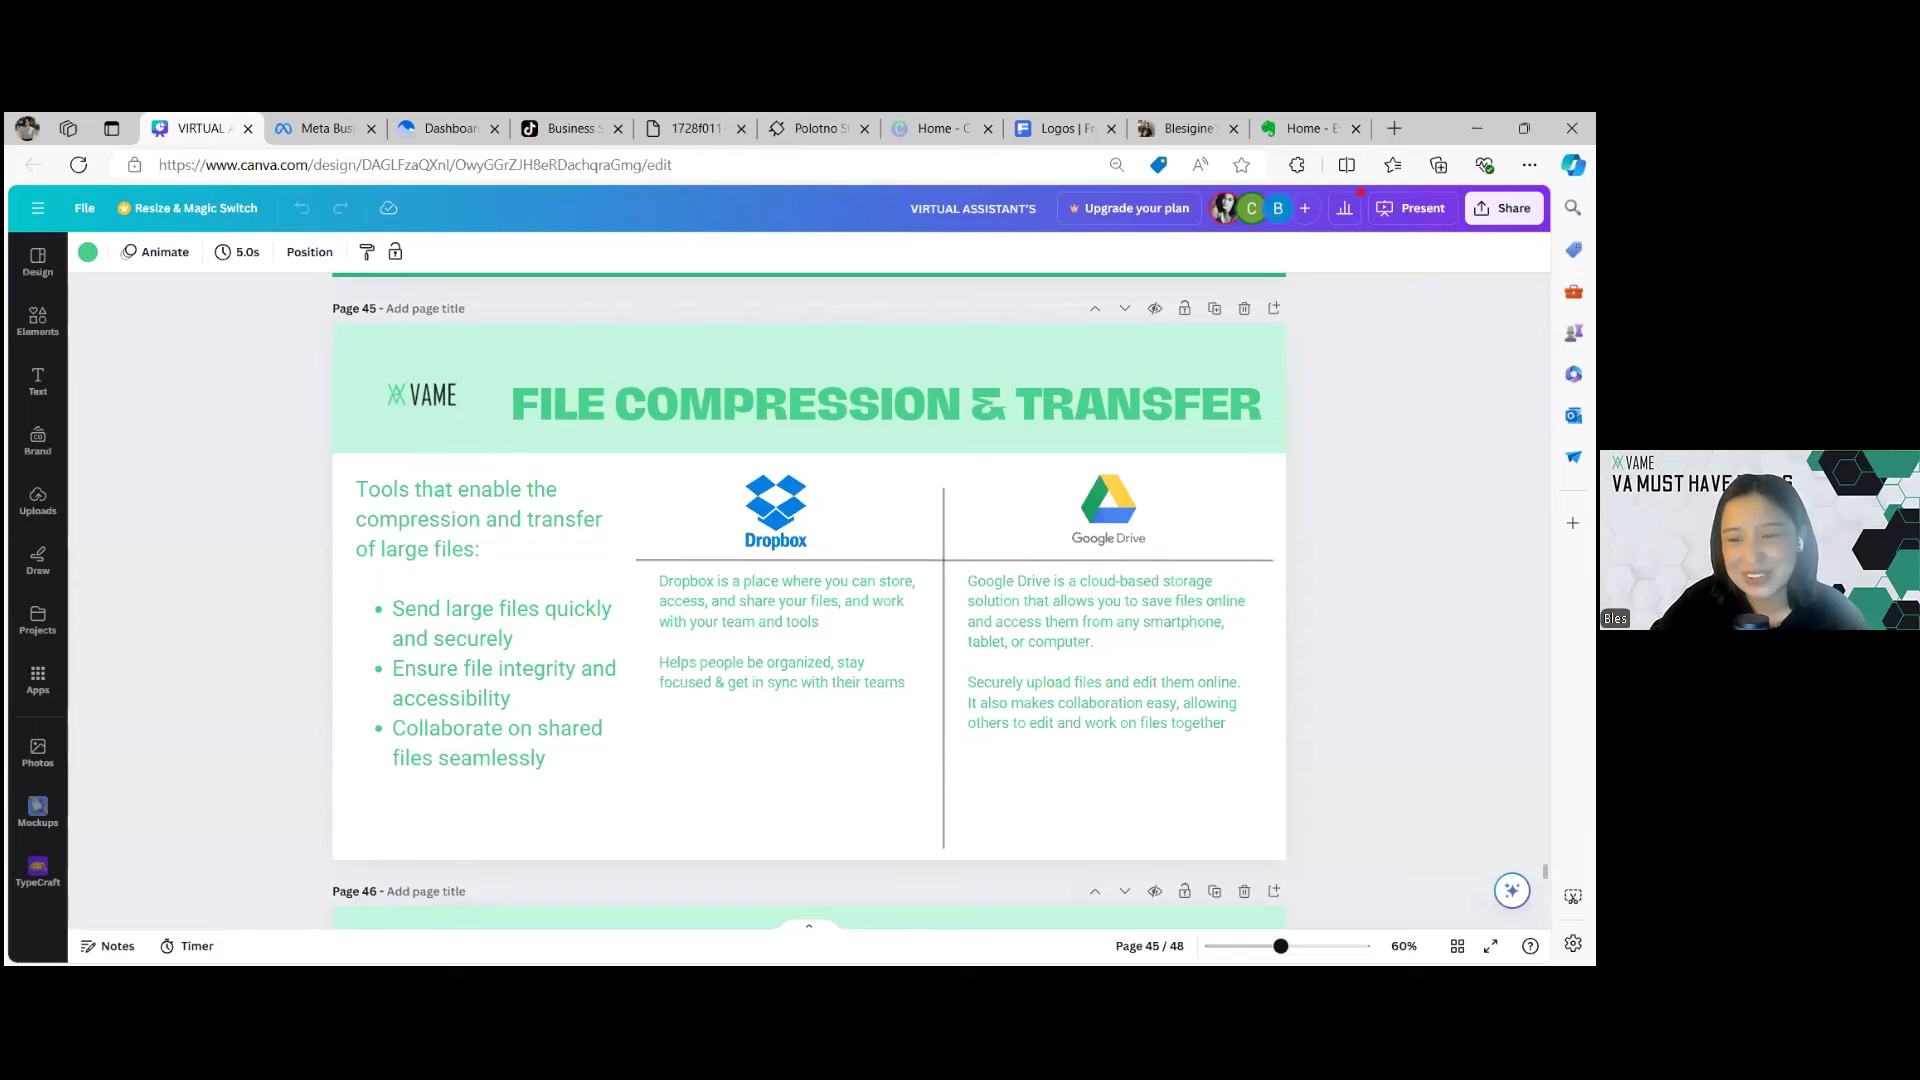 VIRTUAL A
Meta Bus
Dashboar
Business S
1728f011
Polotno S
Home - C
Logos | Fr
Blesigine'
Home - E
https://www.canva.com/design/DAGLFzaQXnI/OwyGGrZJH8eRDachqraGmg/edit
File
Resize & Magic Switch
VIRTUAL ASSISTANT'S
Upgrade your plan
C
B
Present
Share
Animate
5.0s
Position
Design
Elements
Text
Brand
Uploads
Draw
Projects
Apps
Photos
Mockups
TypeCraft
Page 45 - Add page title
VAME
FILE COMPRESSION & TRANSFER
Tools that enable the
compression and transfer
of large files:
• Send large files quickly
and securely
• Ensure file integrity and
accessibility
• Collaborate on shared
files seamlessly
Dropbox
Dropbox is a place where you can store,
access, and share your files, and work
with your team and tools
Helps people be organized, stay
focused & get in sync with their teams
Google Drive
Google Drive is a cloud-based storage
solution that allows you to save files online
and access them from any smartphone,
tablet, or computer.
Securely upload files and edit them online.
It also makes collaboration easy, allowing
others to edit and work on files together
Page 46 - Add page title
Notes
Timer
Page 45 / 48
60%
VAME
VA MUST HAVE
Bles